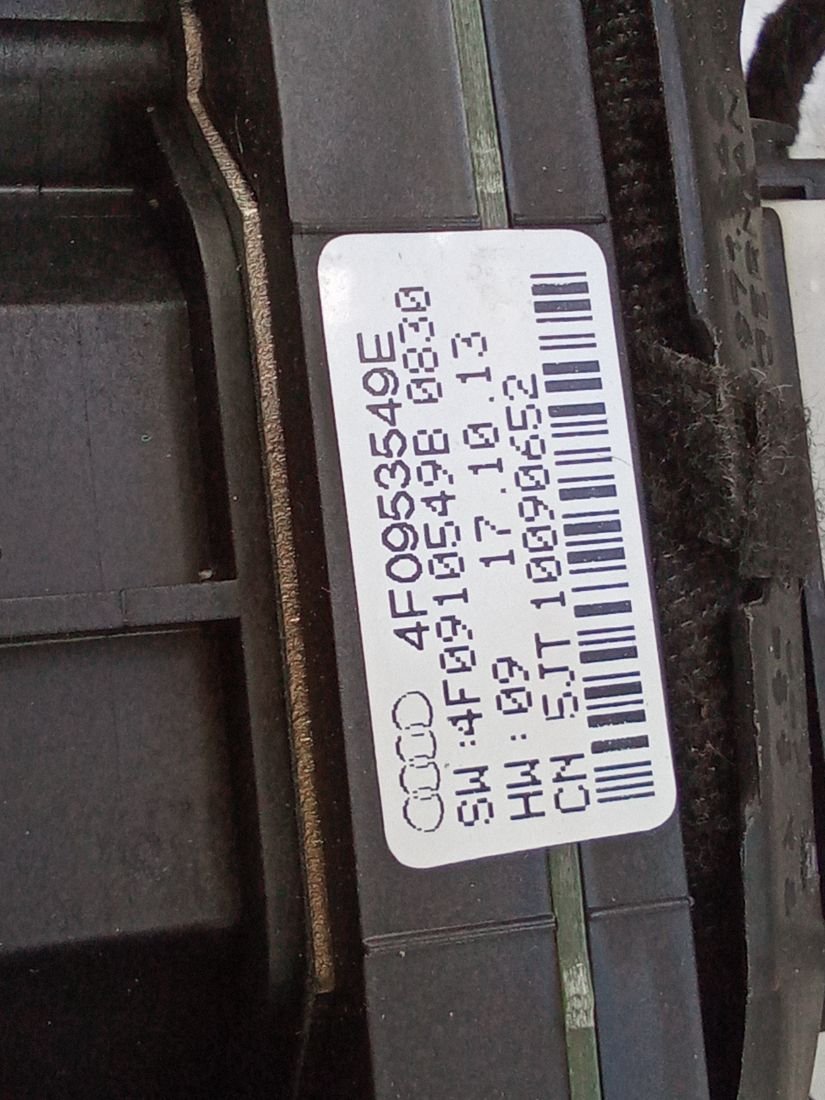 4F0953549E
SW :4F0910549E 0830
HW :09 17.10.13
CN 5JT 10090652